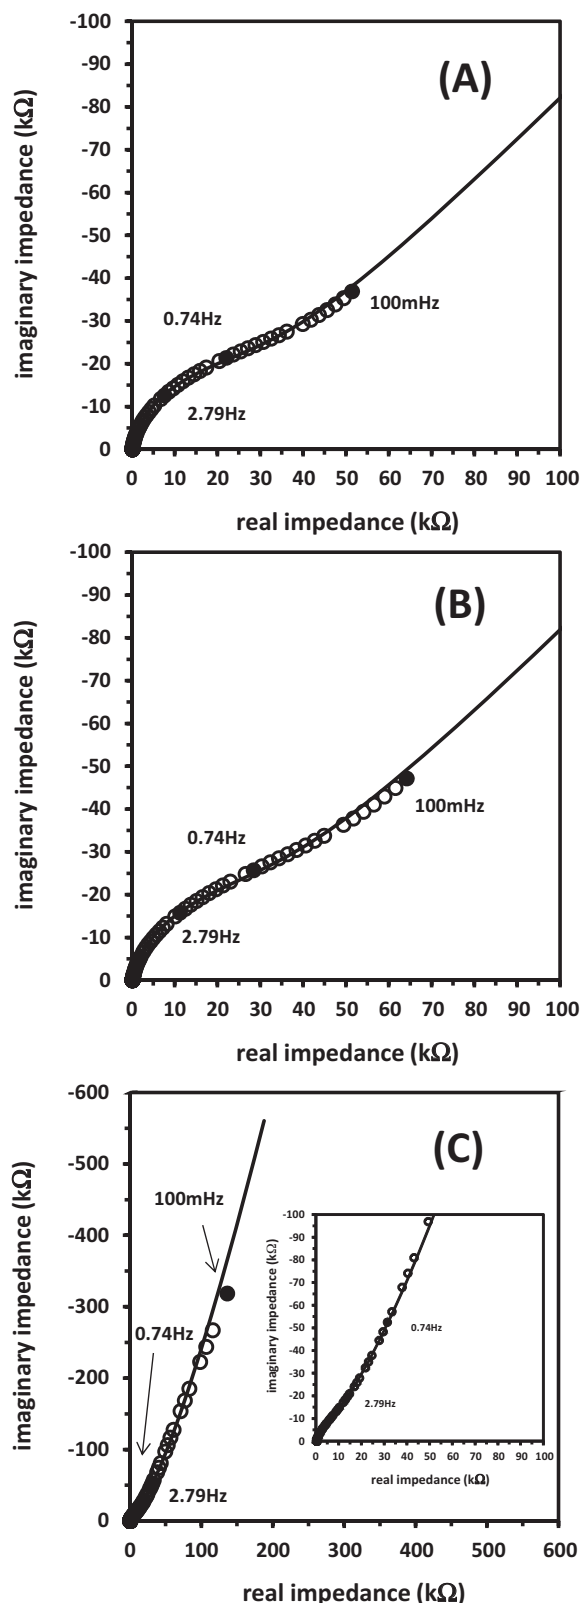 -100
-90
-80
-70
-60
-50
-40
-30
-20
-10
0
imaginary impedance (kΩ)
(A)
0.74Hz
100mHz
2.79Hz
0 10 20 30 40 50 60 70 80 90 100
real impedance (kΩ)
-100
-90
-80
-70
-60
-50
-40
-30
-20
-10
0
imaginary impedance (kΩ)
(B)
0.74Hz
100mHz
2.79Hz
0 10 20 30 40 50 60 70 80 90 100
real impedance (kΩ)
-600
-500
-400
-300
-200
-100
0
imaginary impedance (kΩ)
(C)
100mHz
0.74Hz
2.79Hz
-100
-90
-80
-70
-60
-50
-40
-30
-20
-10
0
imaginary impedance (kΩ)
0.74Hz
2.79Hz
0 10 20 30 40 50 60 70 80 90 100
real impedance (kΩ)
0 100 200 300 400 500 600
real impedance (kΩ)